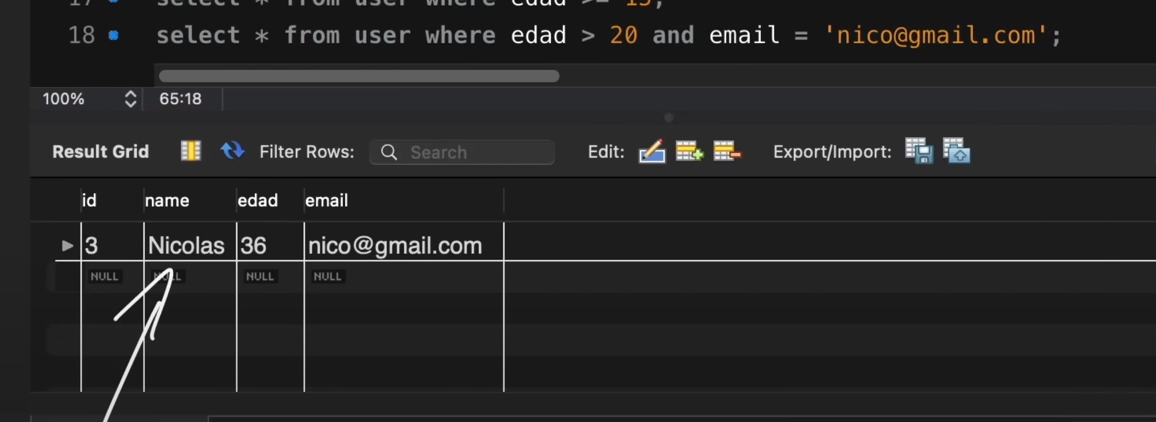 17 select * from user where edad >= 15;
18 select * from user where edad > 20 and email = 'nico@gmail.com';
100% 65:18
Result Grid Filter Rows: Search Edit: Export/Import:
id name edad email
3 Nicolas 36 nico@gmail.com
NULL NULL NULL NULL